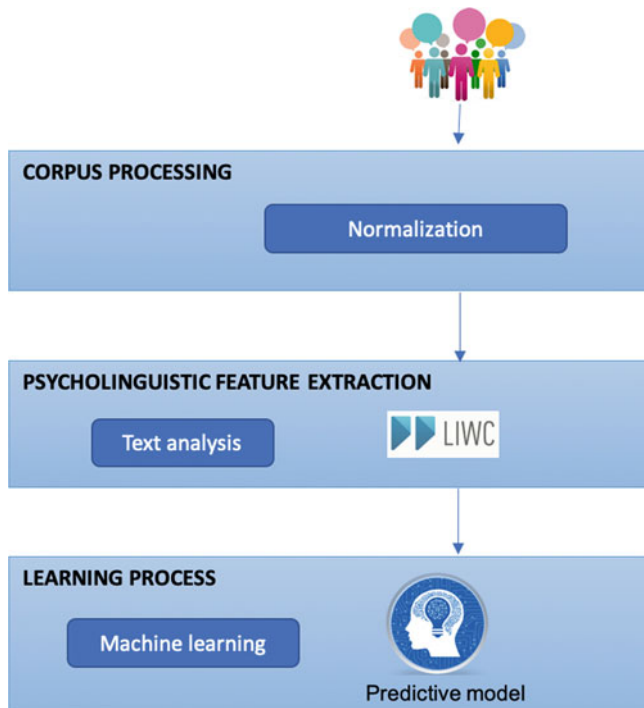 CORPUS PROCESSING
Normalization
PSYCHOLINGUISTIC FEATURE EXTRACTION
Text analysis
LIWC
LEARNING PROCESS
Machine learning
Predictive model